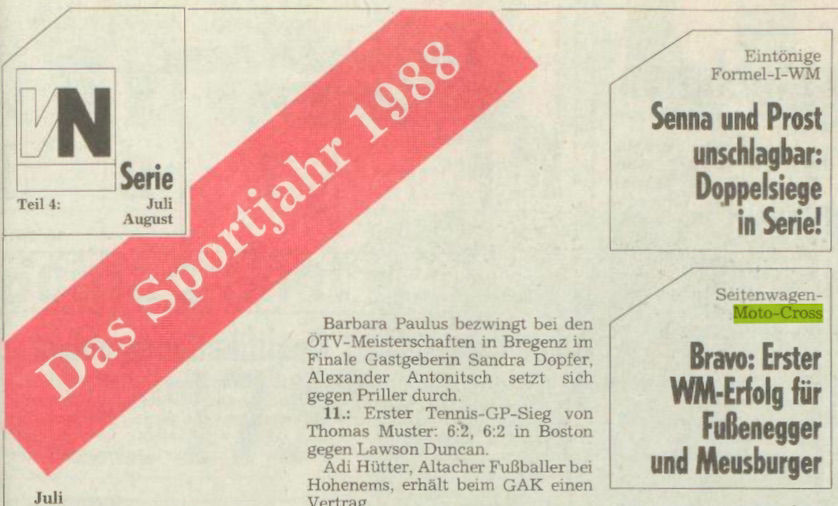 VN
Serie
Teil 4: Juli
August
Das Sportjahr 1988
Juli
Barbara Paulus bezwingt bei den
ÖTV-Meisterschaften in Bregenz im
Finale Gastgeberin Sandra Dopfer,
Alexander Antonitsch setzt sich
gegen Priller durch.
11.: Erster Tennis-GP-Sieg von
Thomas Muster: 6:2, 6:2 in Boston
gegen Lawson Duncan.
Adi Hütter, Altacher Fußballer bei
Hohenems, erhält beim GAK einen
Vertrag
Eintönige
Formel-I-WM
Senna und Prost
unschlagbar:
Doppelsiege
in Serie!
Seitenwagen-
Moto-Cross
Bravo: Erster
WM-Erfolg für
Fußenegger
und Meusburger